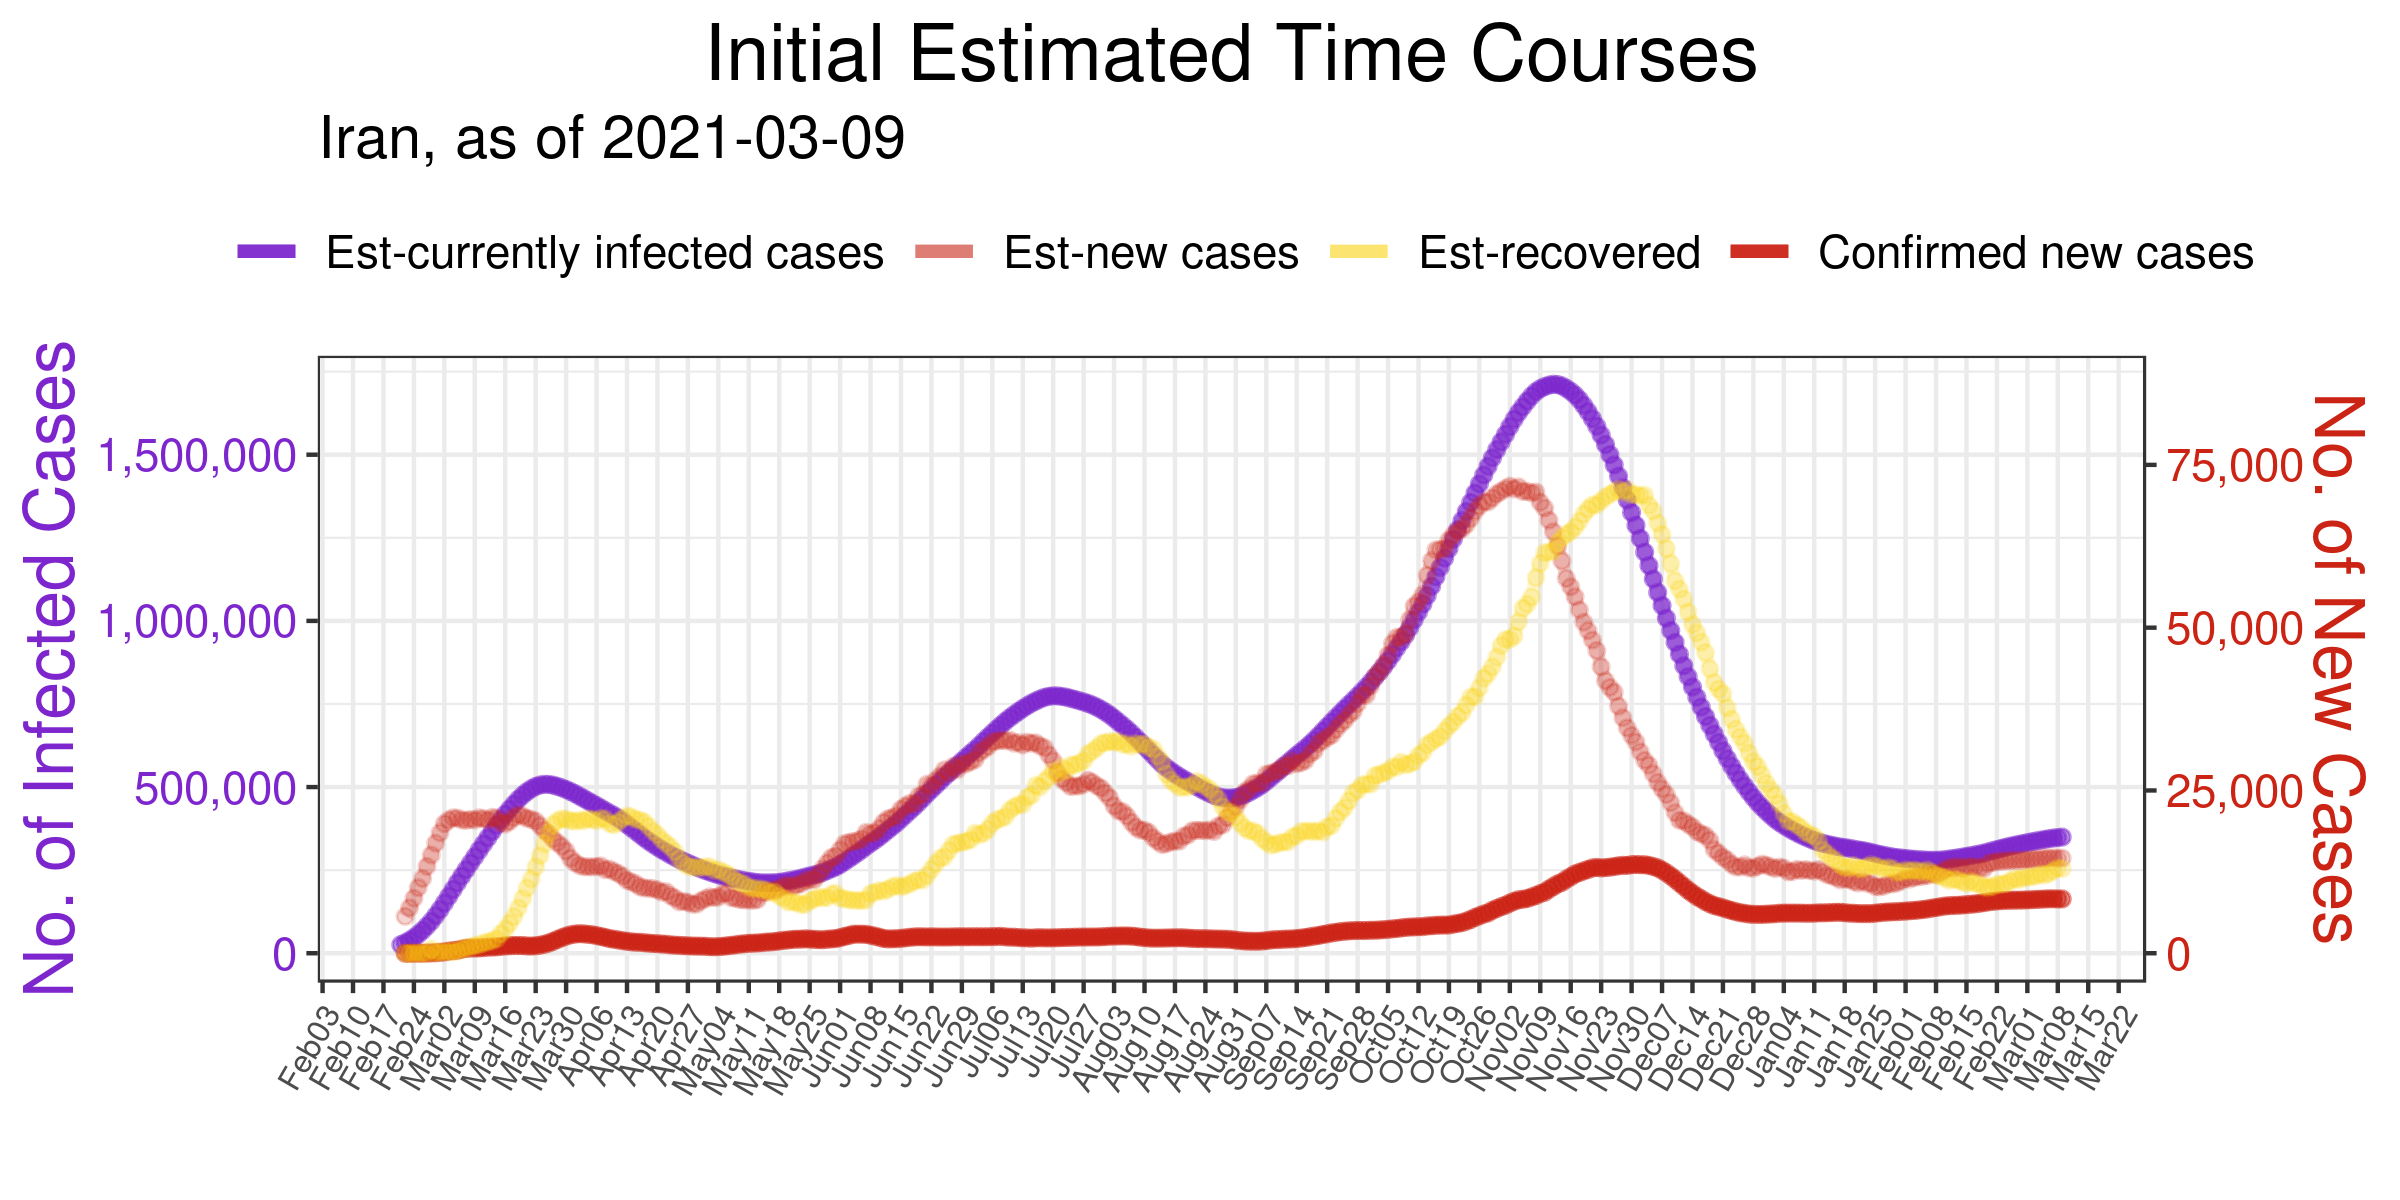 Initial Estimated Time Courses
Iran, as of 2021-03-09
Est-currently infected cases Est-new cases Est-recovered Confirmed new cases
No. of Infected Cases
1,500,000
1,000,000
500,000
0
75,000
50,000
25,000
0
No. of New Cases
Feb03 Feb10 Feb17 Feb24 Mar02 Mar09 Mar16 Mar23 Mar30 Apr06 Apr13 Apr20 Apr27 May04 May11 May18 May25 Jun01 Jun08 Jun15 Jun22 Jun29 Jul06 Jul13 Jul20 Jul27 Aug03 Aug10 Aug17 Aug24 Aug31 Sep07 Sep14 Sep21 Sep28 Oct05 Oct12 Oct19 Oct26 Nov02 Nov09 Nov16 Nov23 Nov30 Dec07 Dec14 Dec21 Dec28 Jan04 Jan11 Jan18 Jan25 Feb01 Feb08 Feb15 Feb22 Mar01 Mar08 Mar15 Mar22